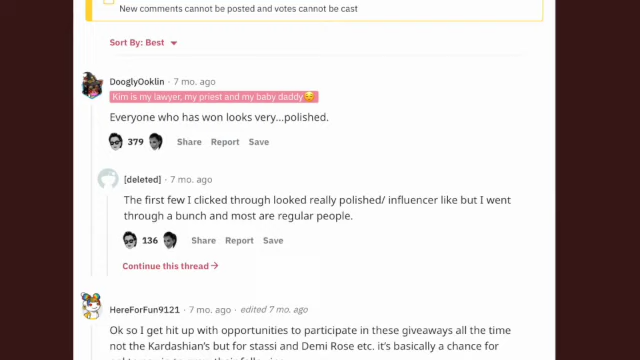 New comments cannot be posted and votes cannot be cast
Sort By: Best
DooglyOoklin · 7 mo. ago
Kim is my lawyer, my priest and my baby daddy 😏
Everyone who has won looks very...polished.
379 Share Report Save
[deleted] · 7 mo. ago
The first few I clicked through looked really polished/ influencer like but I went
through a bunch and most are regular people.
136 Share Report Save
Continue this thread →
HereForFun9121 · 7 mo. ago · edited 7 mo. ago
Ok so I get hit up with opportunities to participate in these giveaways all the time
not the Kardashian's but for stassi and Demi Rose etc. it's basically a chance for